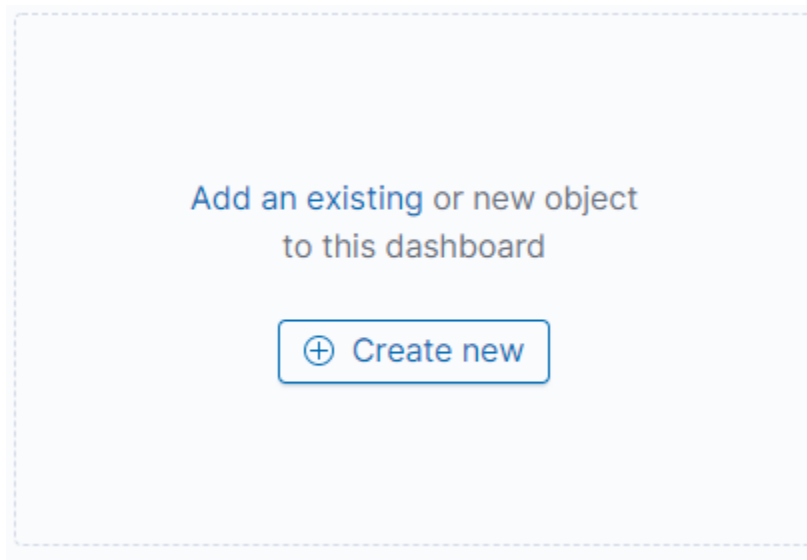 Add an existing or new object
to this dashboard
Create new